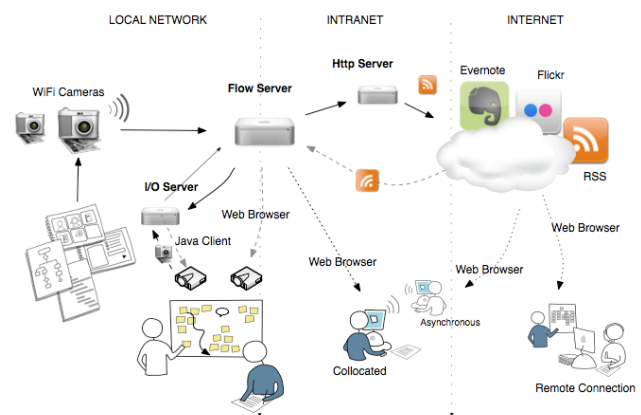 LOCAL NETWORK
INTRANET
INTERNET
Http Server
Evernote
Flickr
WiFi Cameras
Flow Server
RSS
I/O Server
Web Browser
Java Client
Web Browser
Web Browser
Web Browser
Asynchronous
Collocated
Remote Connection